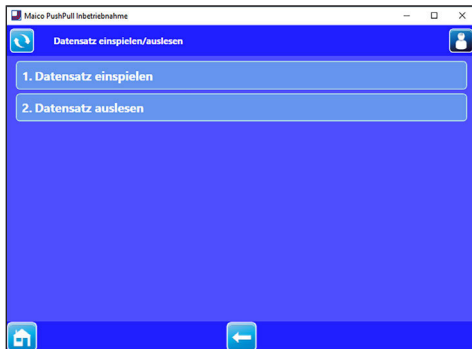 Maico PushPull Inbetriebnahme
Datensatz einspielen/auslesen
1. Datensatz einspielen
2. Datensatz auslesen